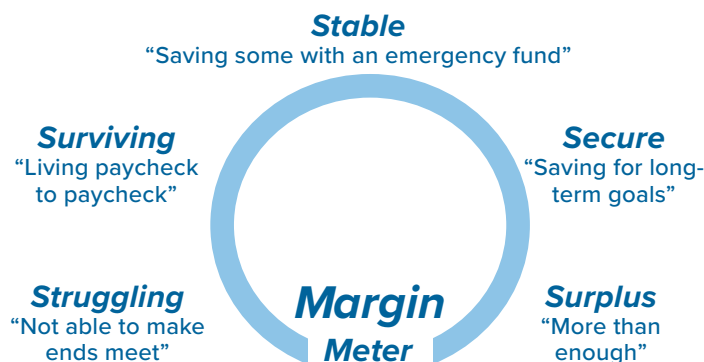 Stable
“Saving some with an emergency fund”
Surviving
“Living paycheck
to paycheck”
Secure
“Saving for long-
term goals”
Struggling
“Not able to make
ends meet”
Margin
Meter
Surplus
“More than
enough”